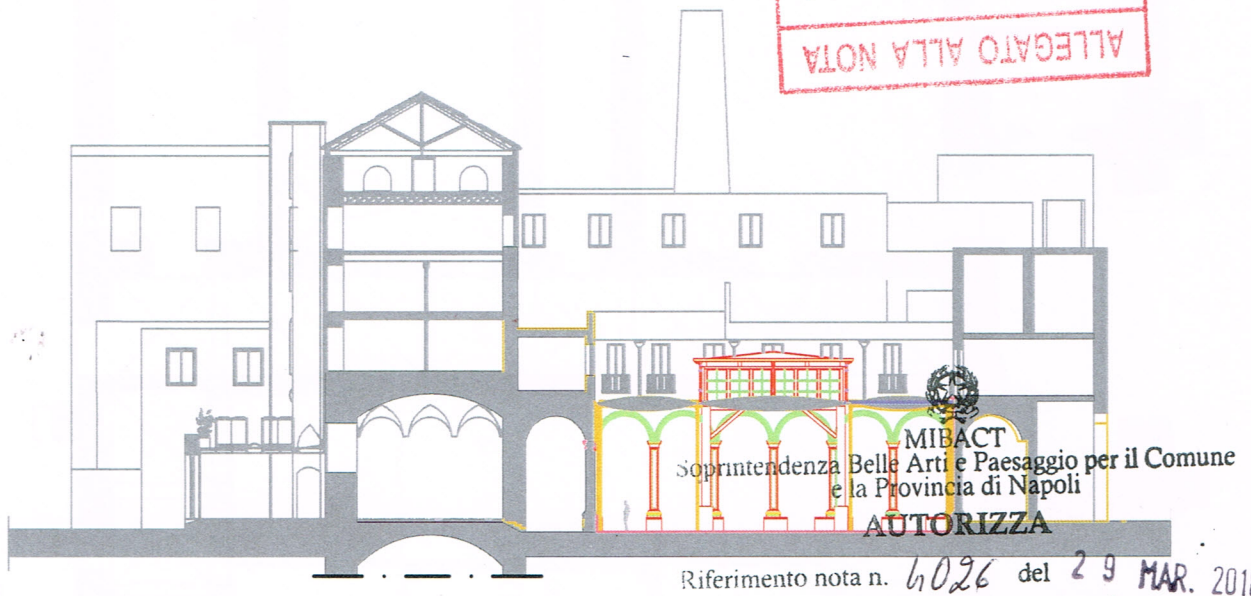 ALLEGATO ALLA NOTA
MIBACT
Soprintendenza Belle Arti e Paesaggio per il Comune
e la Provincia di Napoli
AUTORIZZA
Riferimento nota n. 4026 del 29 MAR. 201